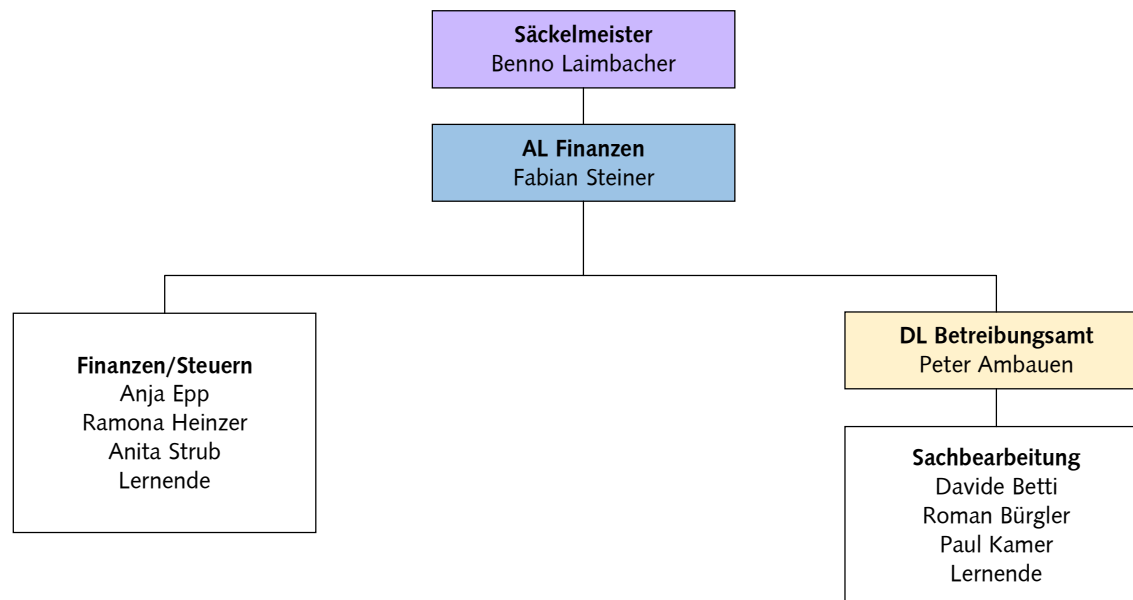 Säckelmeister
Benno Laimbacher
AL Finanzen
Fabian Steiner
Finanzen/Steuern
Anja Epp
Ramona Heinzer
Anita Strub
Lernende
DL Betreibungsamt
Peter Ambauen
Sachbearbeitung
Davide Betti
Roman Bürgler
Paul Kamer
Lernende